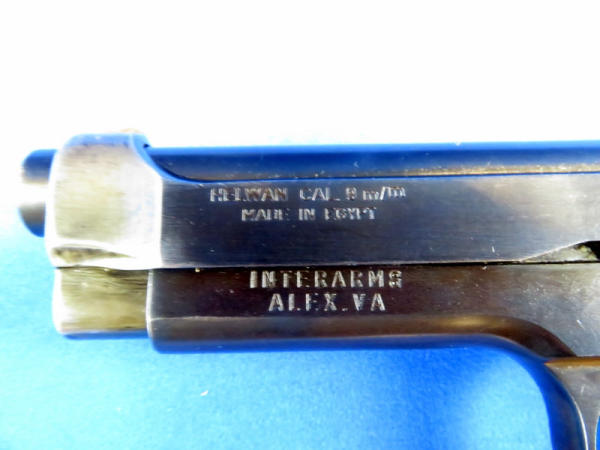 HELWAN CAL. 9 m/m
MADE IN EGYPT
INTERARMS
ALEX. VA